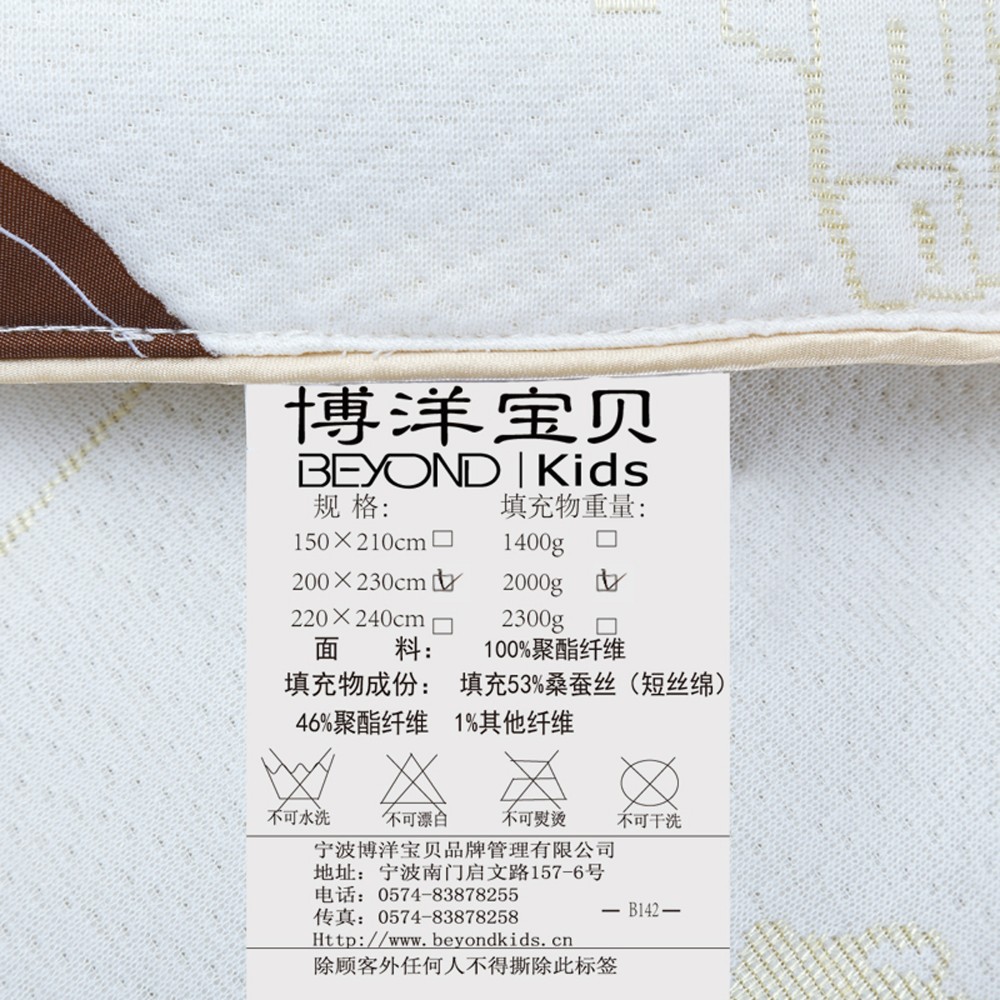 博洋宝贝
BEYOND | Kids
规 格: 填充物重量:
150×210cm 1400g
200×230cm 2000g
220×240cm 2300g
面 料: 100%聚酯纤维
填充物成份: 填充53%桑蚕丝（短丝绵）
46%聚酯纤维 1%其他纤维
不可水洗 不可漂白 不可熨烫 不可干洗
宁波博洋宝贝品牌管理有限公司
地址: 宁波南门启文路157-6号
电话: 0574-83878255
传真: 0574-83878258
B142
Http://www.beyondkids.cn
除顾客外任何人不得撕除此标签